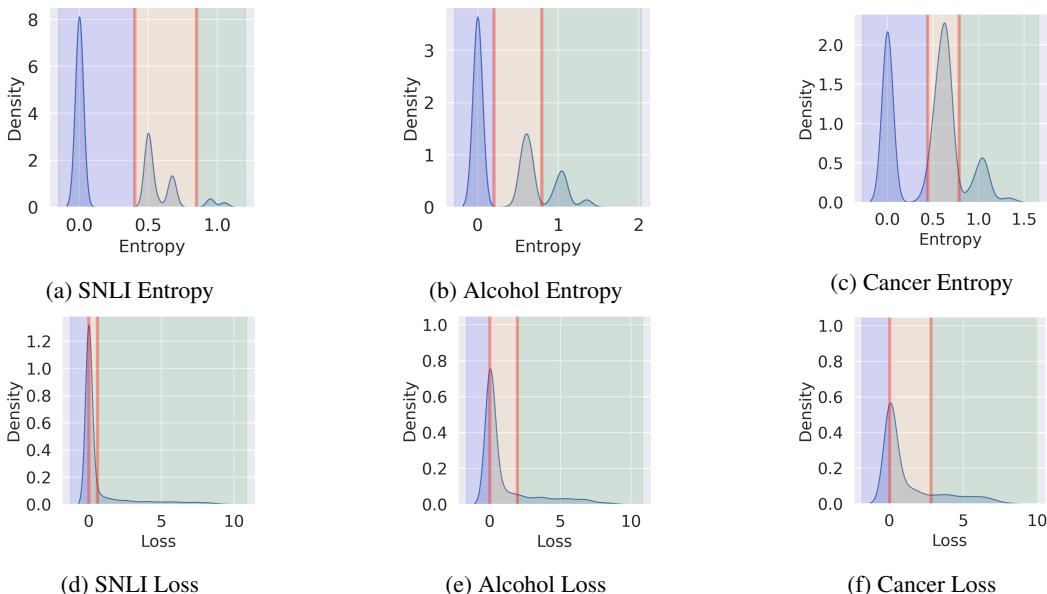 8
6
4
2
0
Density
0.0 0.5 1.0
Entropy
(a) SNLI Entropy
3
2
1
0
Density
0 1 2
Entropy
(b) Alcohol Entropy
2.0
1.5
1.0
0.5
0.0
Density
0.0 0.5 1.0 1.5
Entropy
(c) Cancer Entropy
1.2
1.0
0.8
0.6
0.4
0.2
0.0
Density
0 10
Loss
(d) SNLI Loss
1.0
0.8
0.6
0.4
0.2
0.0
Density
0 5 10
Loss
(e) Alcohol Loss
1.0
0.8
0.6
0.4
0.2
0.0
Density
0 5 10
Loss
(f) Cancer Loss